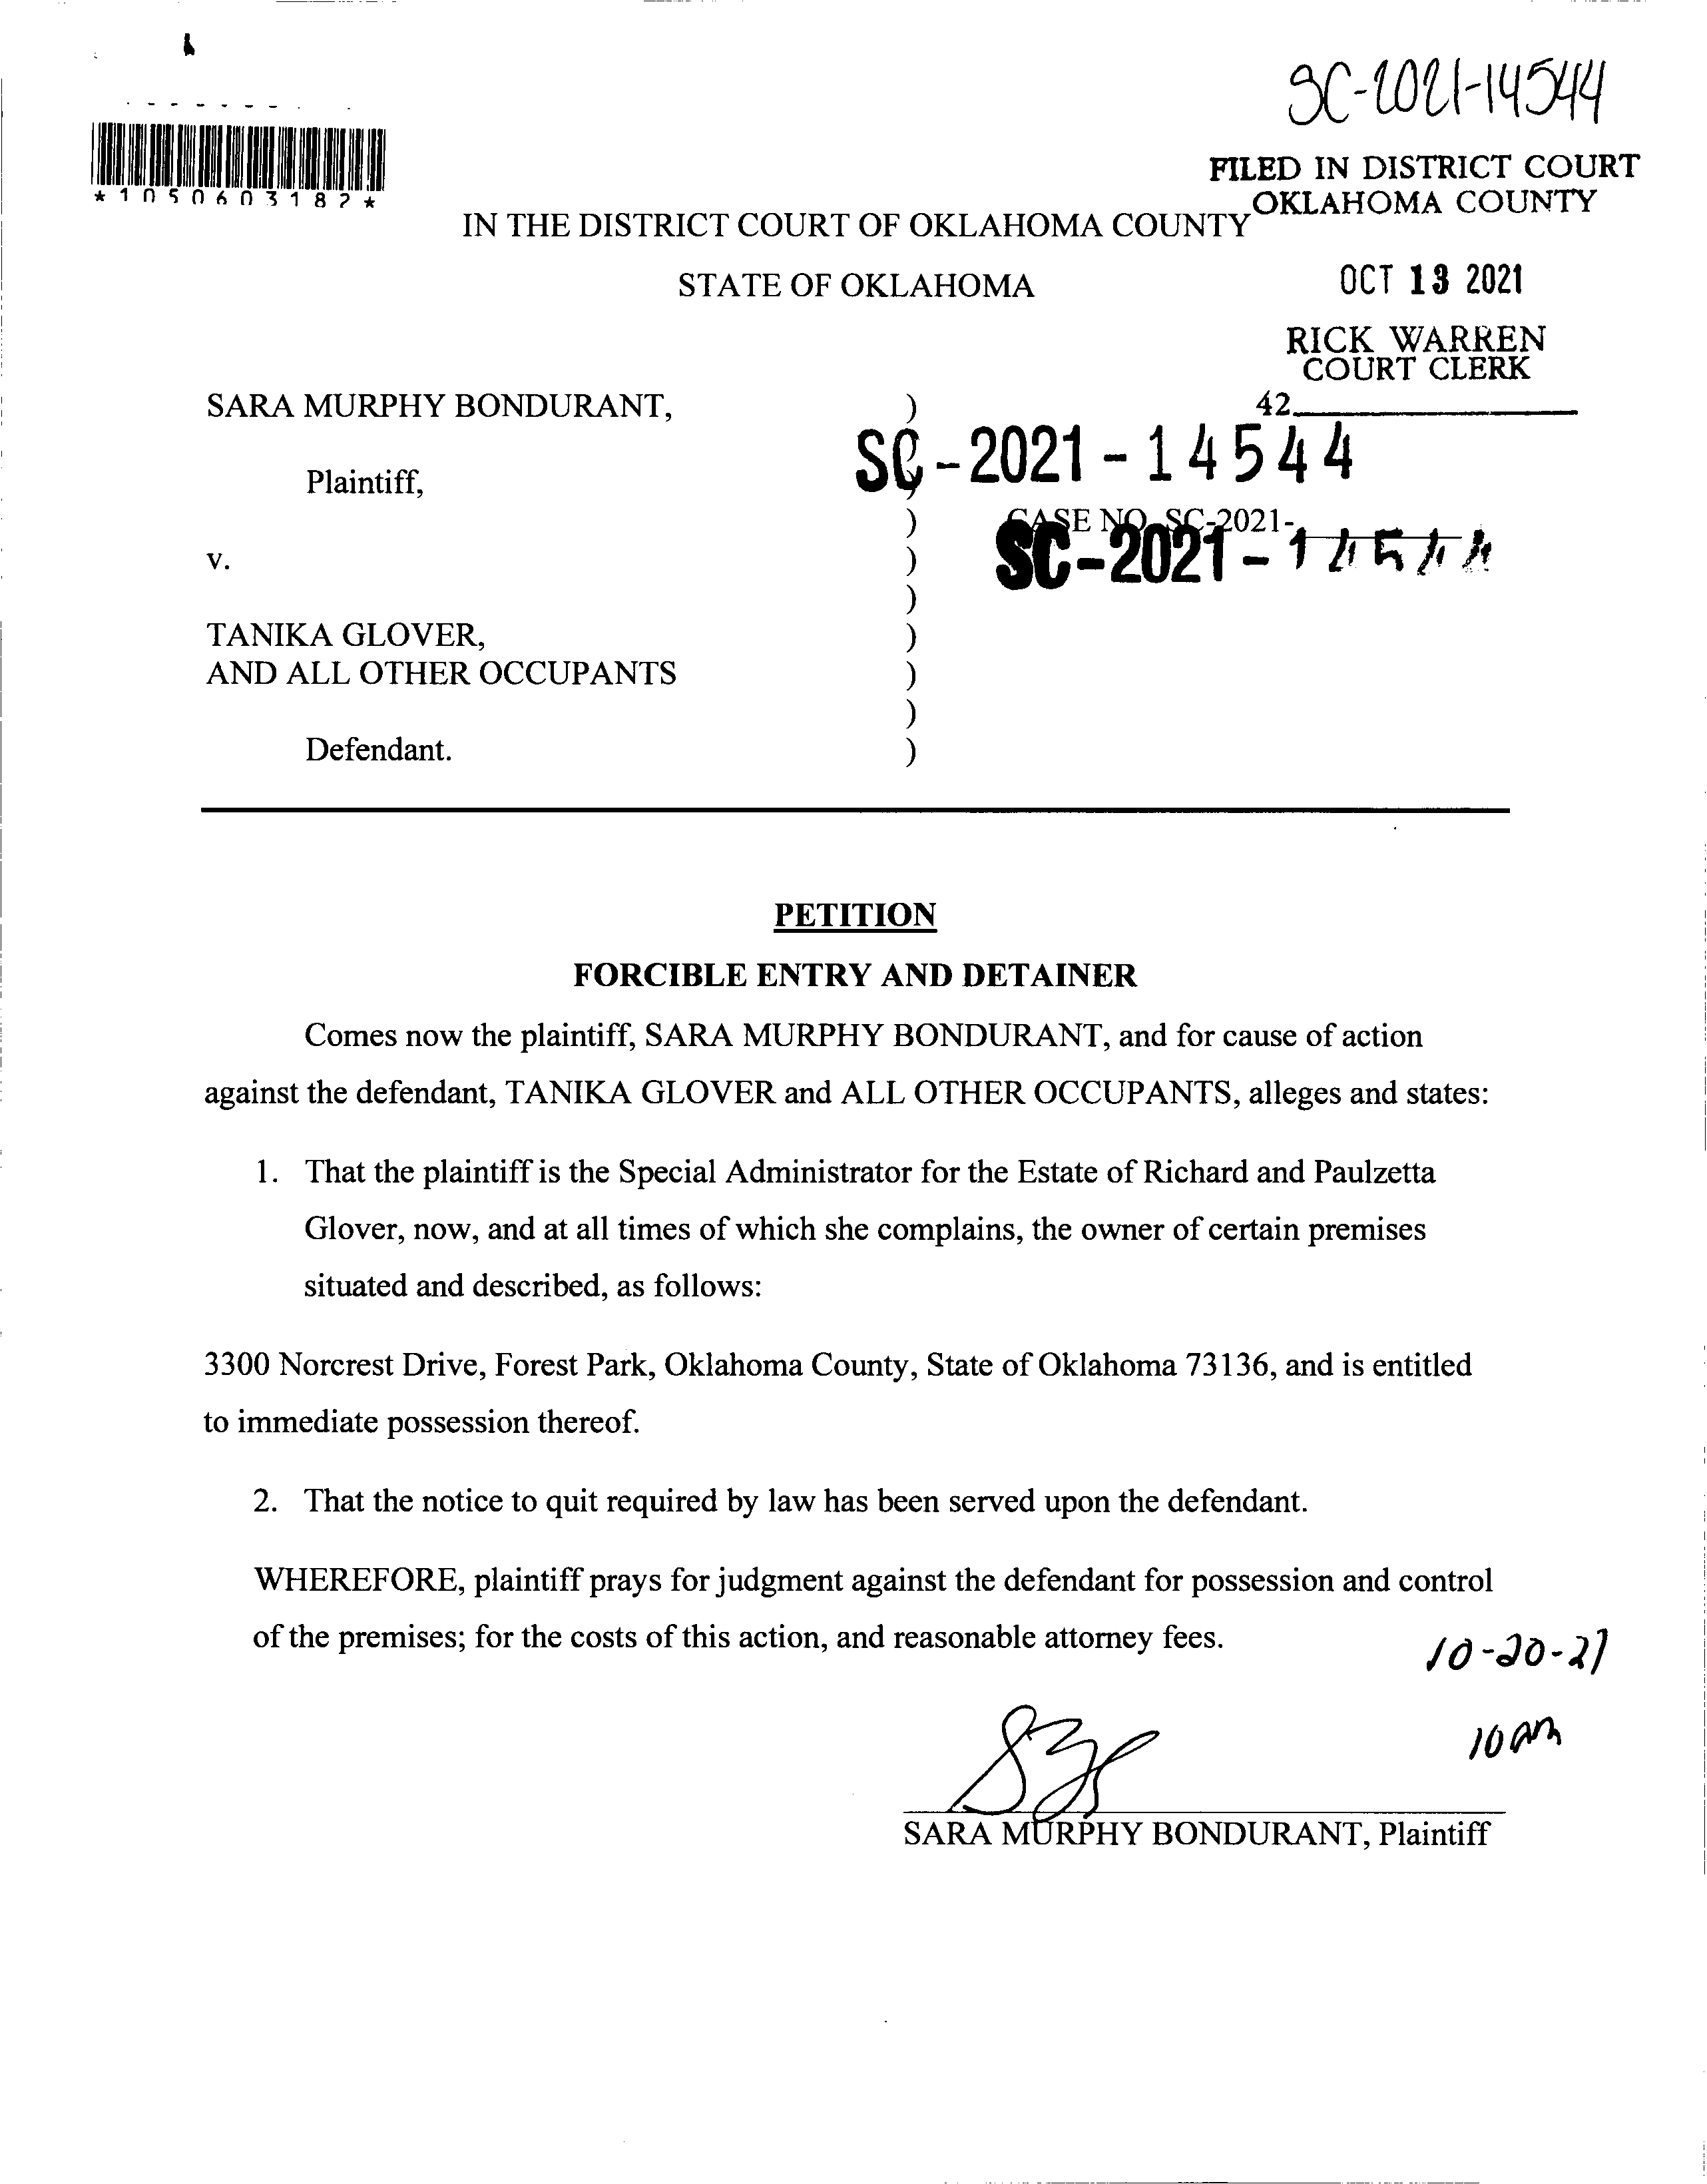 SC-2021-14544
*1050603182*
FILED IN DISTRICT COURT
OKLAHOMA COUNTY
IN THE DISTRICT COURT OF OKLAHOMA COUNTY
STATE OF OKLAHOMA
OCT 13 2021
RICK WARREN
COURT CLERK
42
SARA MURPHY BONDURANT, )
SC-2021-14544
Plaintiff, )
) CASE NO. SC-2021-
SC-2021-14544
v. )
)
TANIKA GLOVER, )
AND ALL OTHER OCCUPANTS )
)
Defendant. )
PETITION
FORCIBLE ENTRY AND DETAINER
Comes now the plaintiff, SARA MURPHY BONDURANT, and for cause of action
against the defendant, TANIKA GLOVER and ALL OTHER OCCUPANTS, alleges and states:
1. That the plaintiff is the Special Administrator for the Estate of Richard and Paulzetta
Glover, now, and at all times of which she complains, the owner of certain premises
situated and described, as follows:
3300 Norcrest Drive, Forest Park, Oklahoma County, State of Oklahoma 73136, and is entitled
to immediate possession thereof.
2. That the notice to quit required by law has been served upon the defendant.
WHEREFORE, plaintiff prays for judgment against the defendant for possession and control
of the premises; for the costs of this action, and reasonable attorney fees.
10-20-21
10 am
SARA MURPHY BONDURANT, Plaintiff